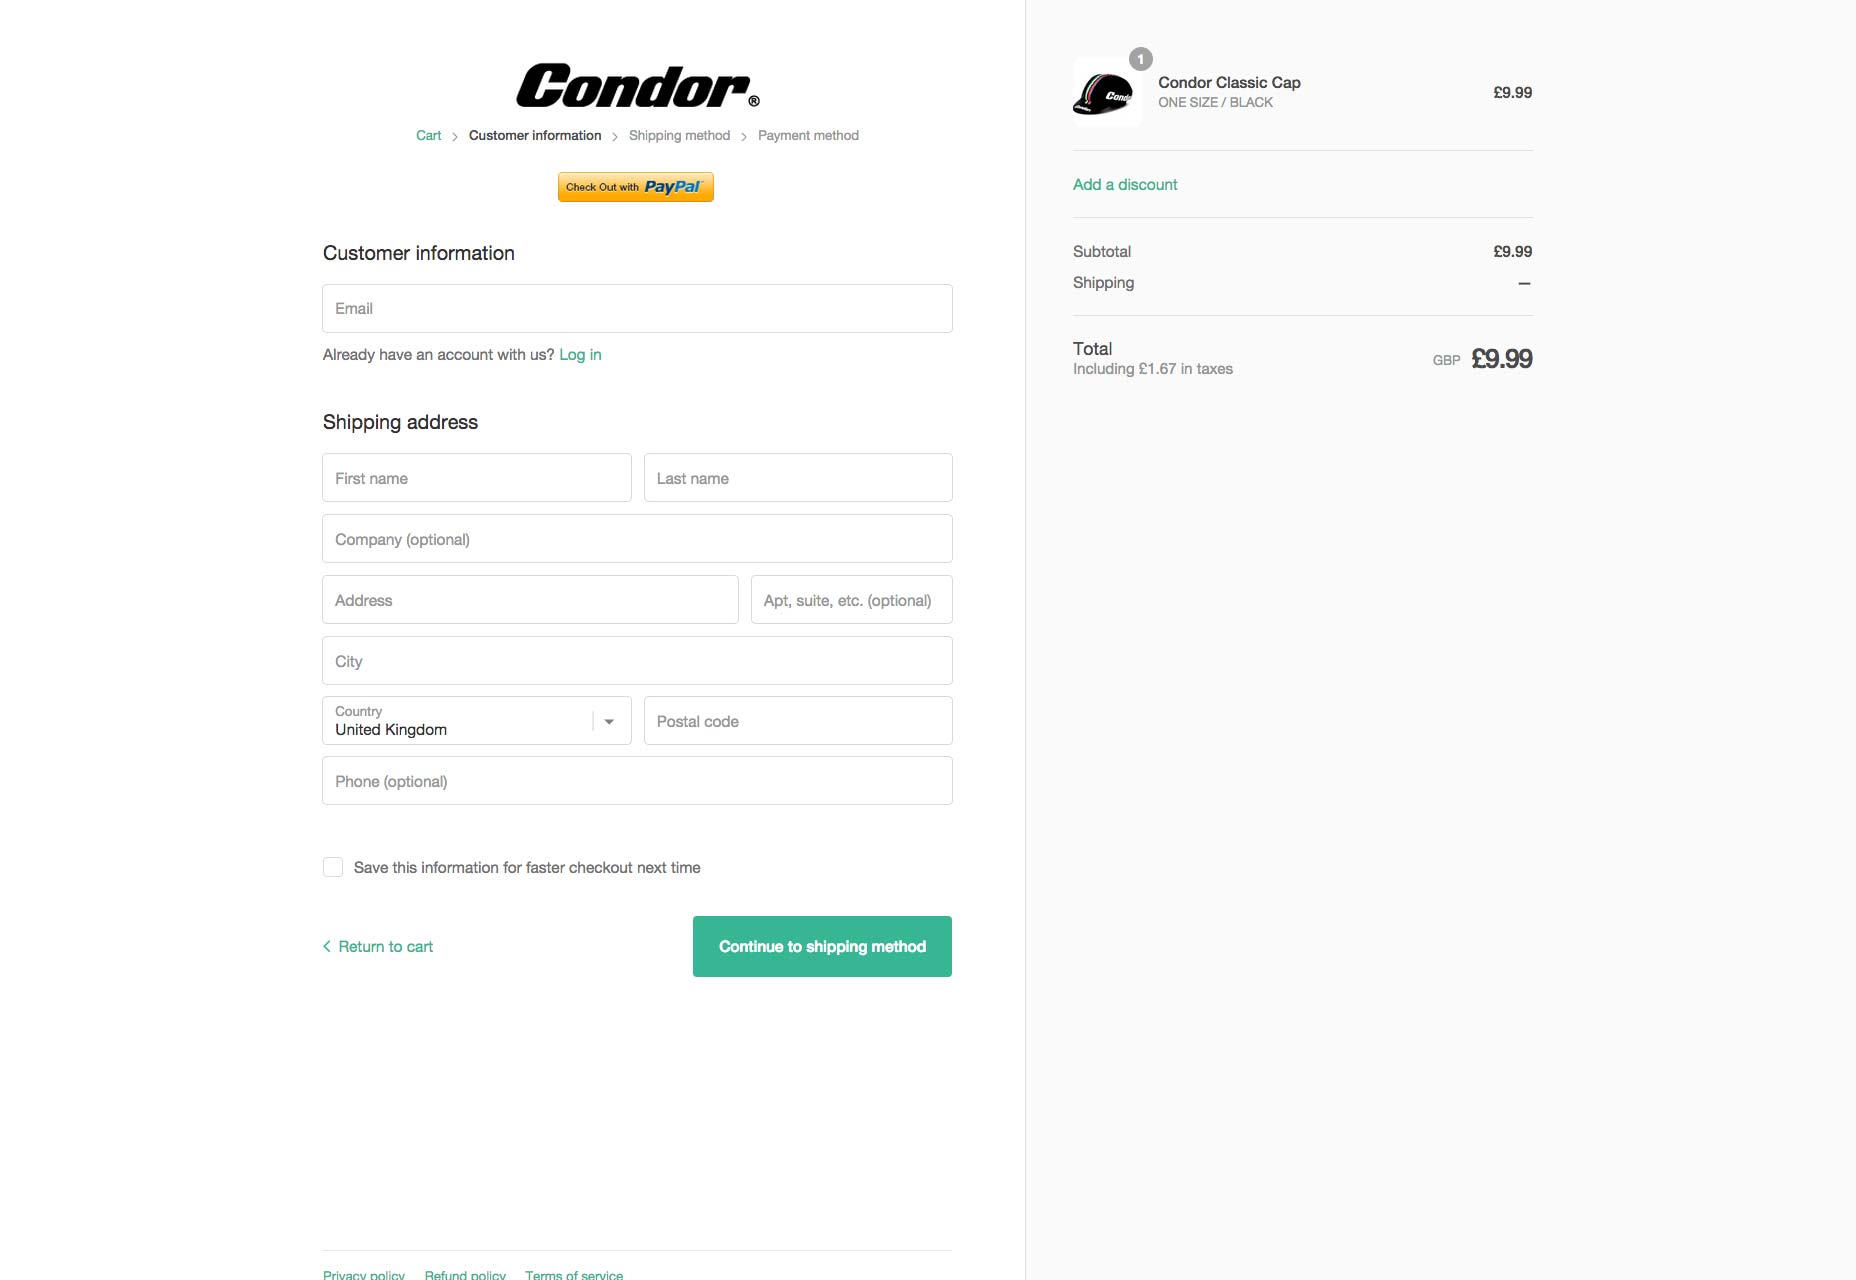 Condor®
Cart > Customer information > Shipping method > Payment method
Check Out with PayPal™
Customer information
Email
Already have an account with us? Log in
Shipping address
First name Last name
Company (optional)
Address Apt, suite, etc. (optional)
City
Country
United Kingdom
Postal code
Phone (optional)
Save this information for faster checkout next time
< Return to cart
Continue to shipping method
Privacy policy Refund policy Terms of service
1
Condor Classic Cap
ONE SIZE / BLACK
£9.99
Add a discount
Subtotal £9.99
Shipping —
Total
Including £1.67 in taxes
GBP £9.99